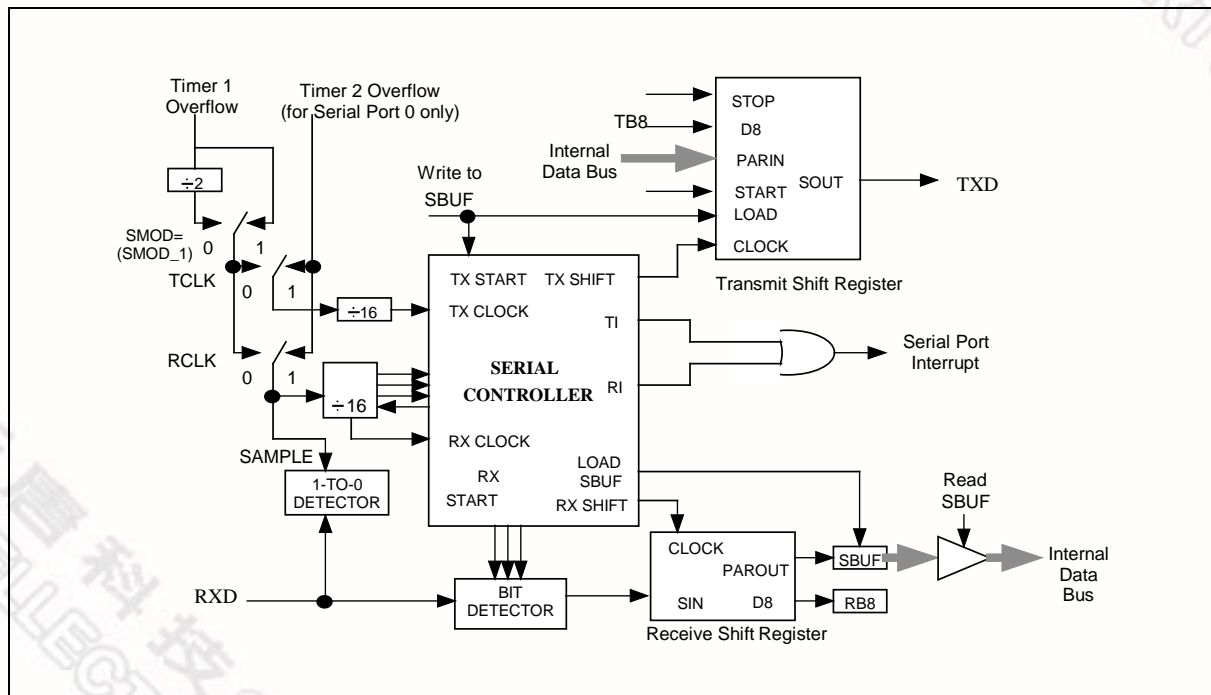 Timer 1
Overflow
Timer 2 Overflow
(for Serial Port 0 only)
÷2
SMOD=
(SMOD_1)
0
1
TCLK
0
1
÷16
RCLK
0
1
÷16
SAMPLE
1-TO-0
DETECTOR
RXD
Write to
SBUF
TX START
TX SHIFT
TX CLOCK
TI
SERIAL
CONTROLLER
RI
RX CLOCK
LOAD
SBUF
RX
START
RX SHIFT
BIT
DETECTOR
TB8
Internal
Data Bus
STOP
D8
PARIN
START
SOUT
LOAD
CLOCK
TXD
Transmit Shift Register
Serial Port
Interrupt
CLOCK
PAROUT
SIN
D8
Receive Shift Register
SBUF
RB8
Read
SBUF
Internal
Data
Bus
科技